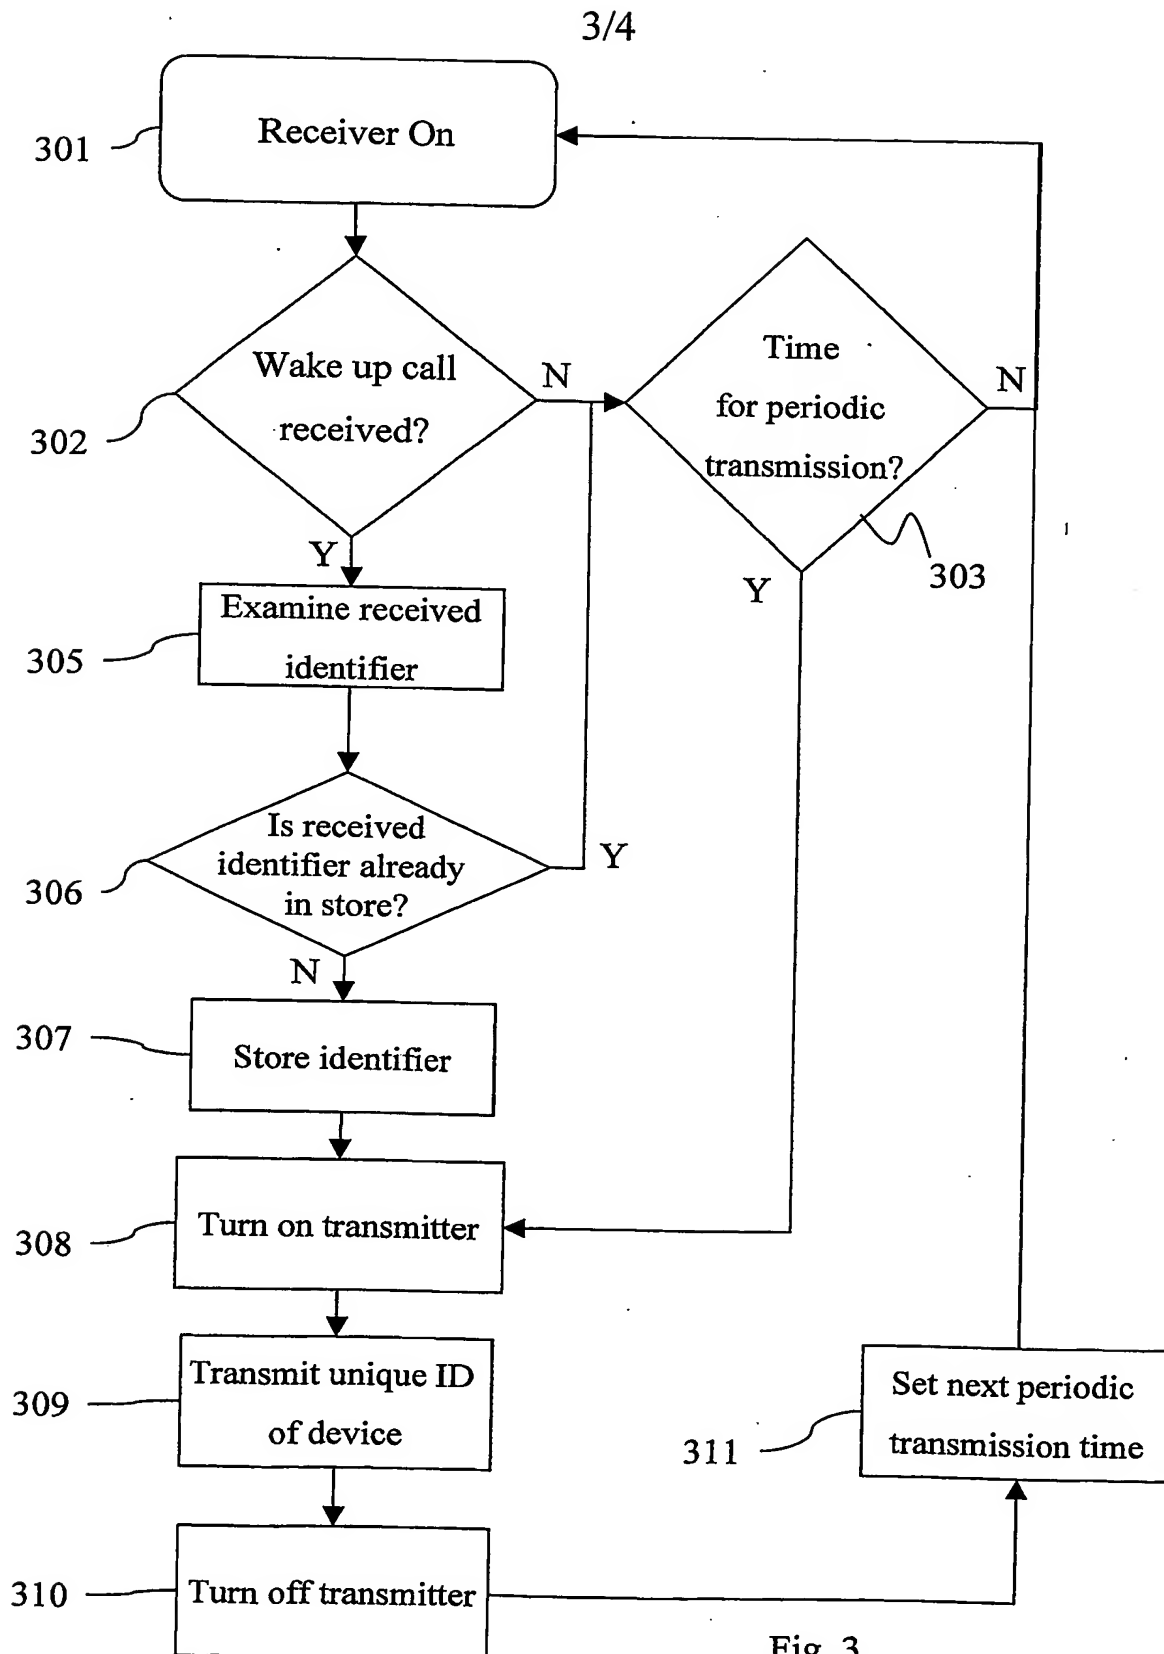 3/4
Receiver On
301
Wake up call
received?
302
N
Time
for periodic
transmission?
N
303
Y
Y
Examine received
identifier
305
Is received
identifier already
in store?
306
Y
N
307
Store identifier
Turn on transmitter
308
Transmit unique ID
of device
309
Set next periodic
transmission time
311
310
Turn off transmitter
Fig. 3